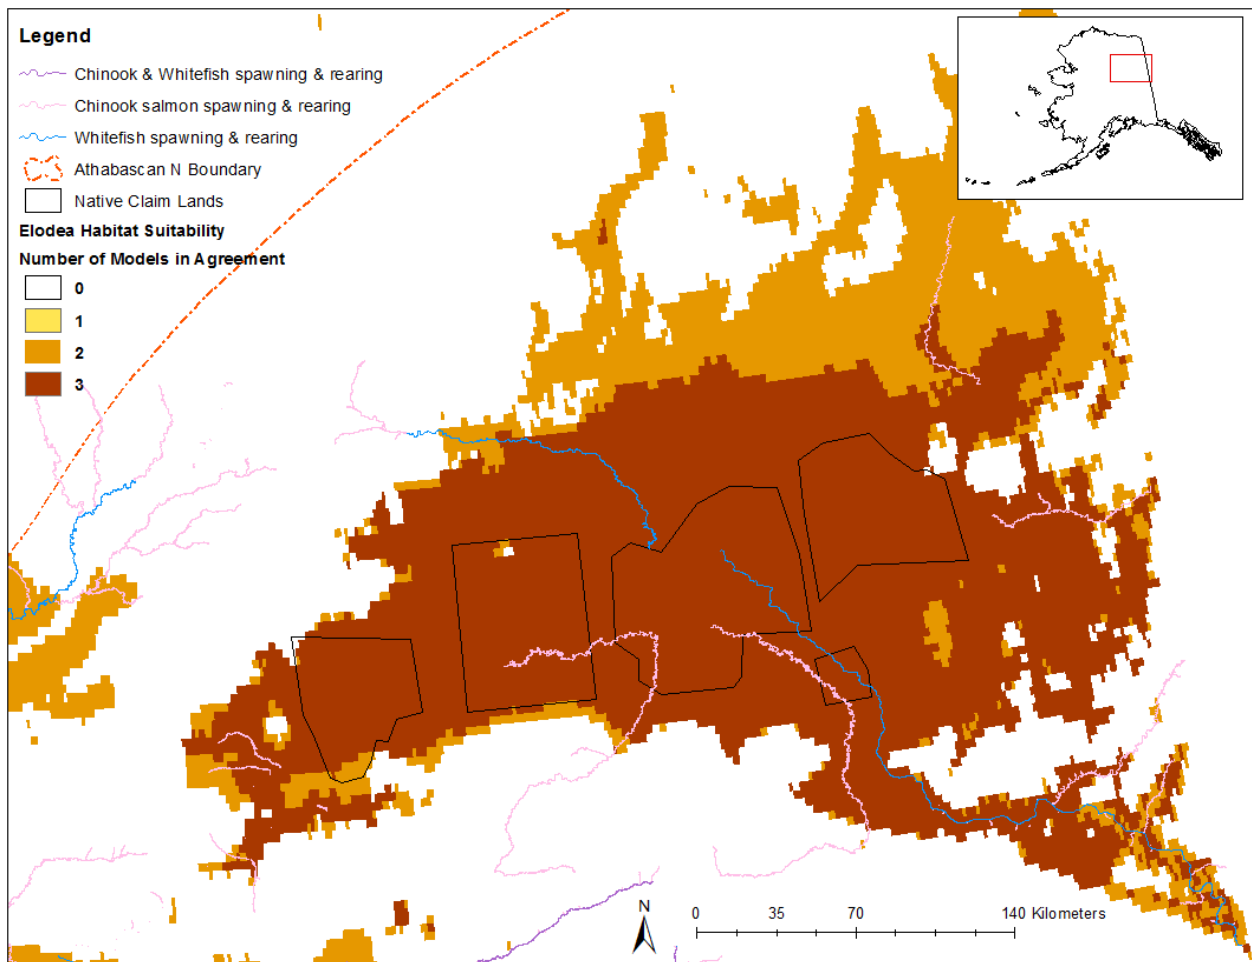 Legend
Chinook & Whitefish spawning & rearing
Chinook salmon spawning & rearing
Whitefish spawning & rearing
Athabascan N Boundary
Native Claim Lands
Elodea Habitat Suitability
Number of Models in Agreement
0
1
2
3
N
0 35 70 140 Kilometers